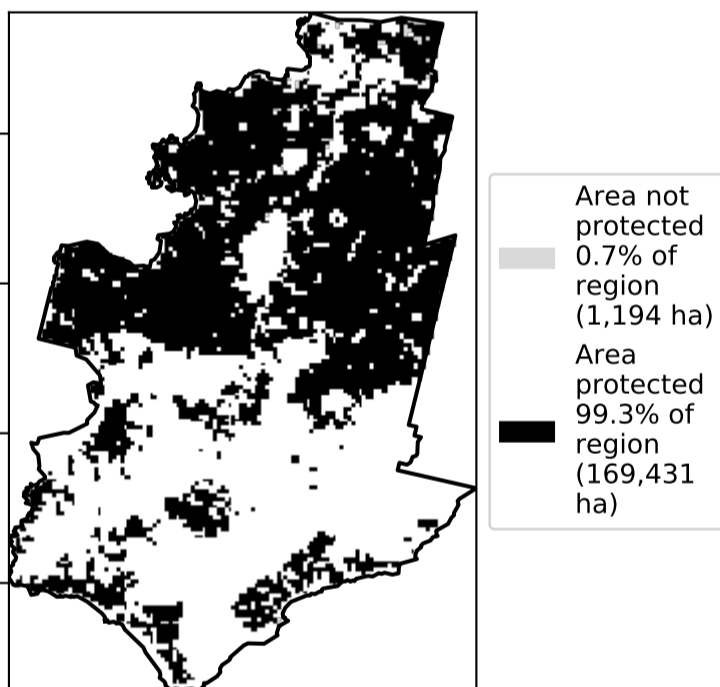 Area not
protected
0.7% of
region
(1,194 ha)
Area
protected
99.3% of
region
(169,431
ha)